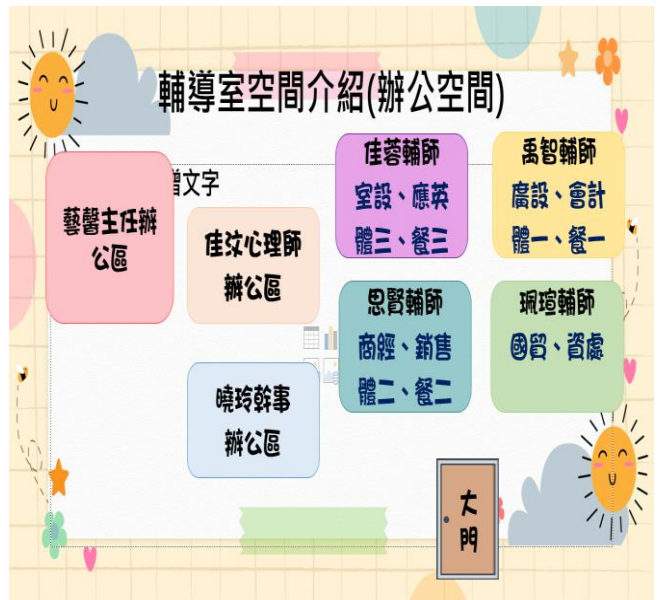 輔導室空間介紹(辦公空間)
增文字
藝馨主任辦
公區
佳汶心理師
辦公區
曉玲幹事
辦公區
佳蓉輔師
室設、應英
體三、餐三
禹智輔師
廣設、會計
體一、餐一
思賢輔師
商經、銷售
體二、餐二
珮瑄輔師
國貿、資處
大
門